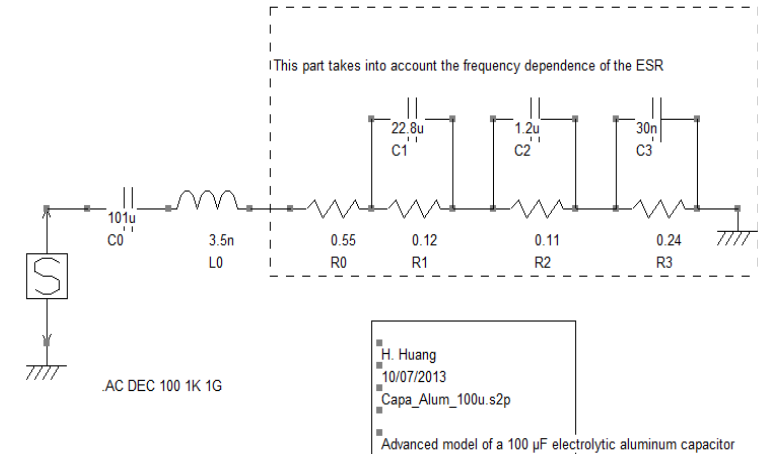 This part takes into account the frequency dependence of the ESR
22.8u
C1
1.2u
C2
30n
C3
101u
C0
3.5n
L0
0.55
R0
0.12
R1
0.11
R2
0.24
R3
S
.AC DEC 100 1K 1G
H. Huang
10/07/2013
Capa_Alum_100u.s2p
Advanced model of a 100 µF electrolytic aluminum capacitor